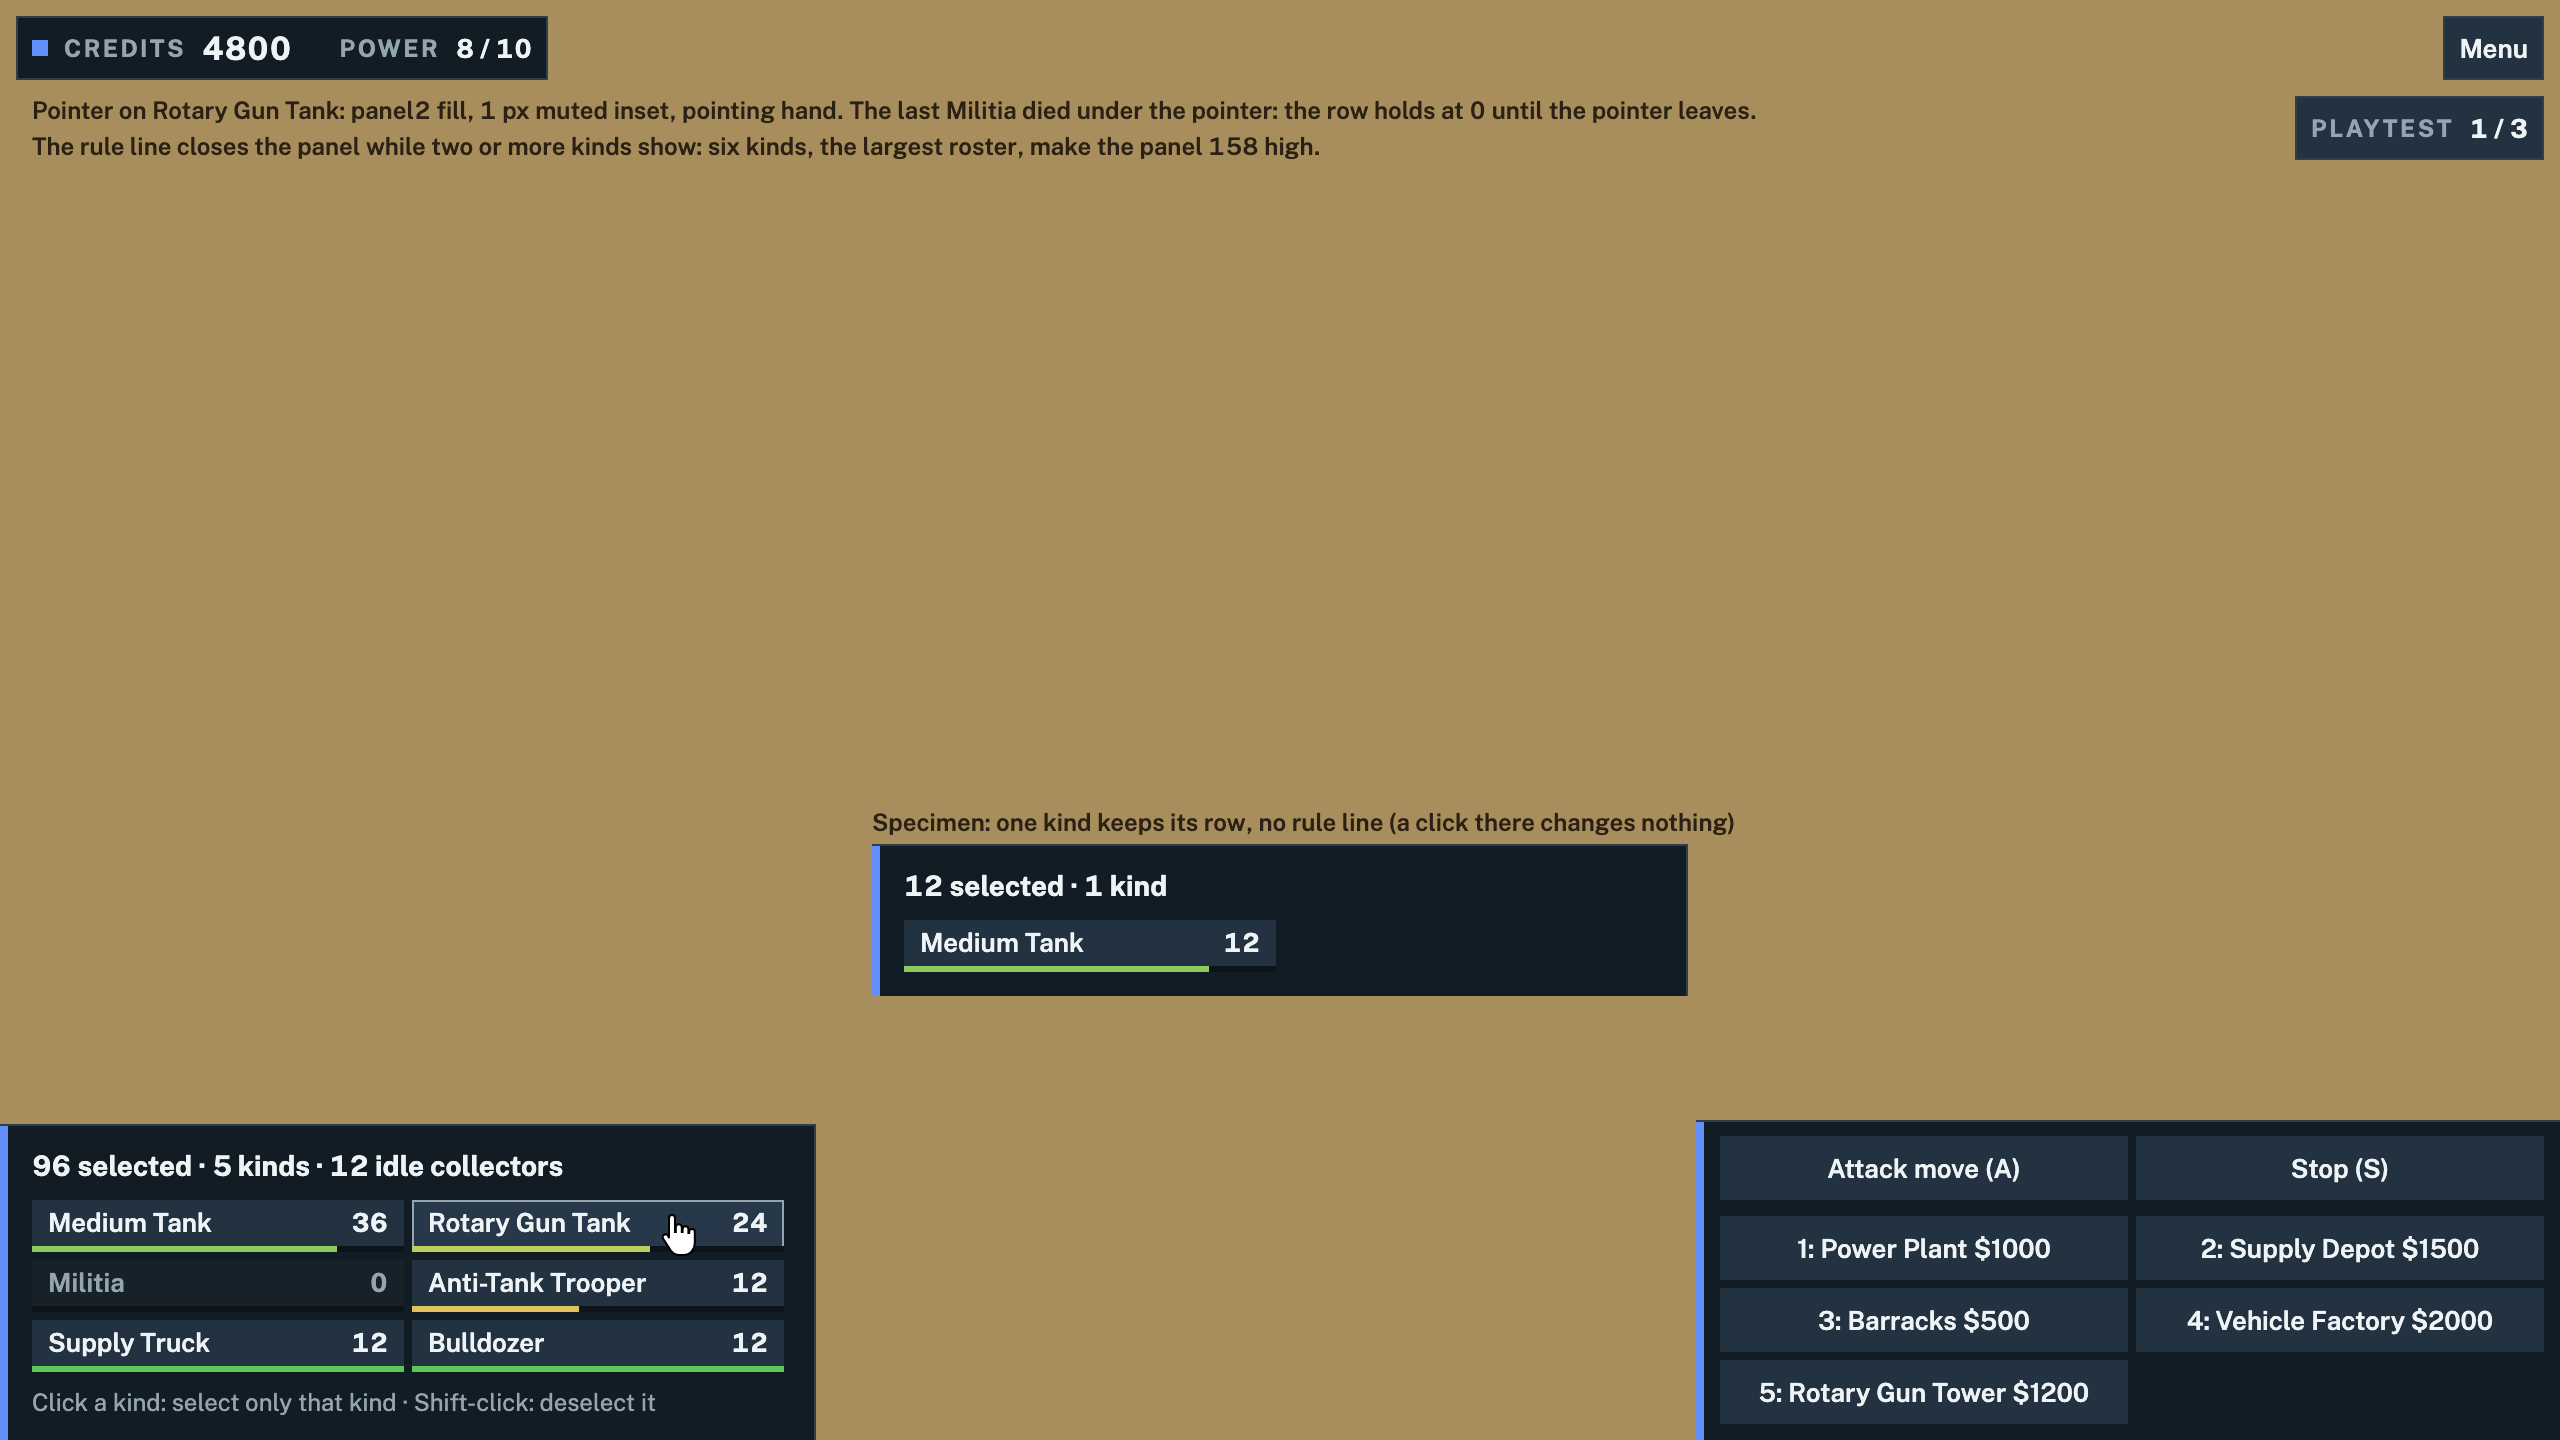 CREDITS 4800 POWER 8 / 10
Menu
Pointer on Rotary Gun Tank: panel2 fill, 1 px muted inset, pointing hand. The last Militia died under the pointer: the row holds at 0 until the pointer leaves.
The rule line closes the panel while two or more kinds show: six kinds, the largest roster, make the panel 158 high.
PLAYTEST 1 / 3
Specimen: one kind keeps its row, no rule line (a click there changes nothing)
12 selected · 1 kind
Medium Tank 12
96 selected · 5 kinds · 12 idle collectors
Medium Tank 36
Rotary Gun Tank 24
Militia 0
Anti-Tank Trooper 12
Supply Truck 12
Bulldozer 12
Click a kind: select only that kind · Shift-click: deselect it
Attack move (A)
Stop (S)
1: Power Plant $1000
2: Supply Depot $1500
3: Barracks $500
4: Vehicle Factory $2000
5: Rotary Gun Tower $1200